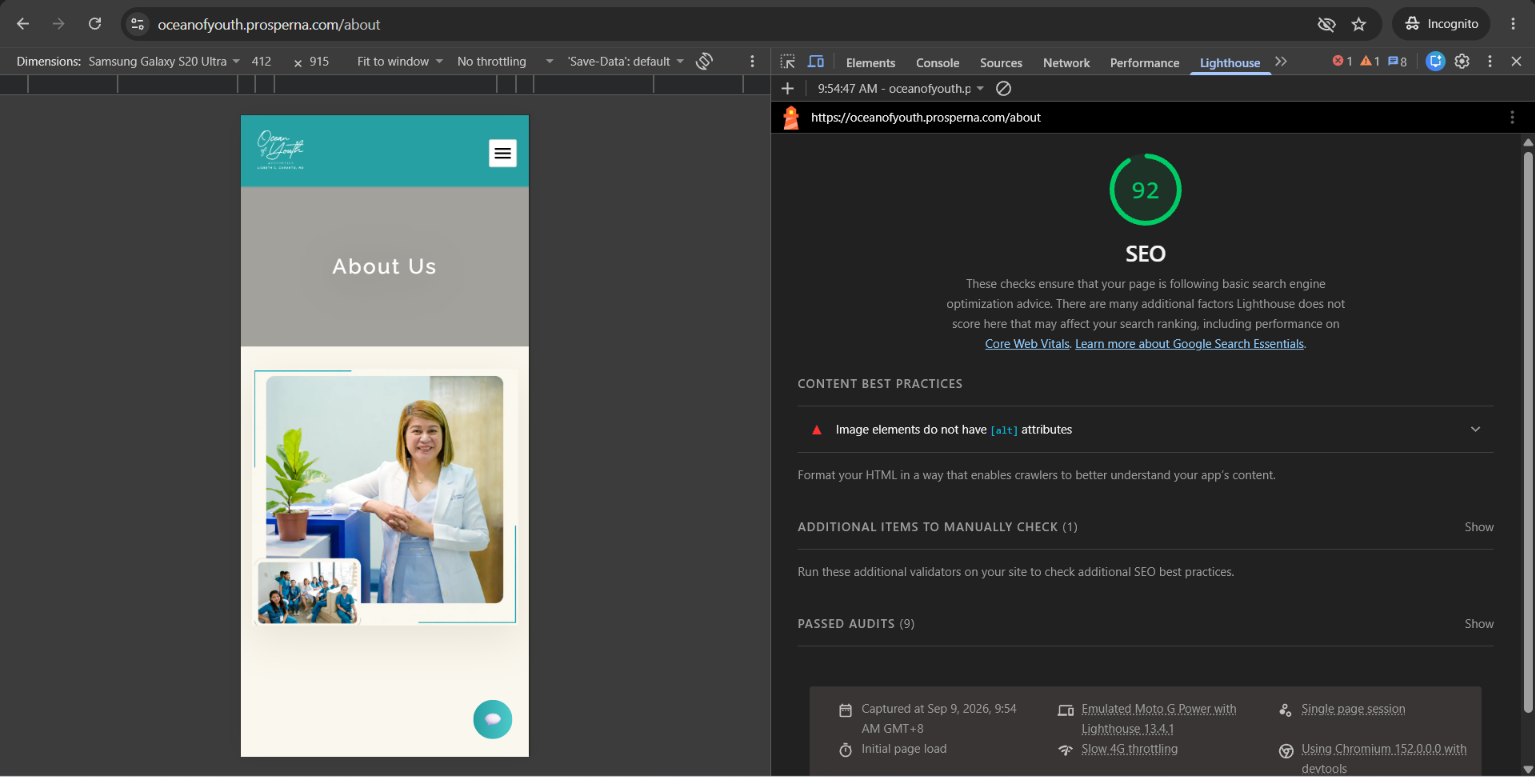 oceanofyouth.prosperna.com/about
Incognito
Dimensions: Samsung Galaxy S20 Ultra 412 × 915 Fit to window No throttling 'Save-Data': default
Elements Console Sources Network Performance Lighthouse 1 1 8
9:54:47 AM - oceanofyouth.p
https://oceanofyouth.prosperna.com/about
Ocean
of Youth
AESTHETICS
About Us
92
SEO
These checks ensure that your page is following basic search engine
optimization advice. There are many additional factors Lighthouse does not
score here that may affect your search ranking, including performance on
Core Web Vitals. Learn more about Google Search Essentials.
CONTENT BEST PRACTICES
Image elements do not have [alt] attributes
Format your HTML in a way that enables crawlers to better understand your app's content.
ADDITIONAL ITEMS TO MANUALLY CHECK (1) Show
Run these additional validators on your site to check additional SEO best practices.
PASSED AUDITS (9) Show
Captured at Sep 9, 2026, 9:54
AM GMT+8
Emulated Moto G Power with
Lighthouse 13.4.1
Single page session
Initial page load
Slow 4G throttling
Using Chromium 152.0.0.0 with
devtools